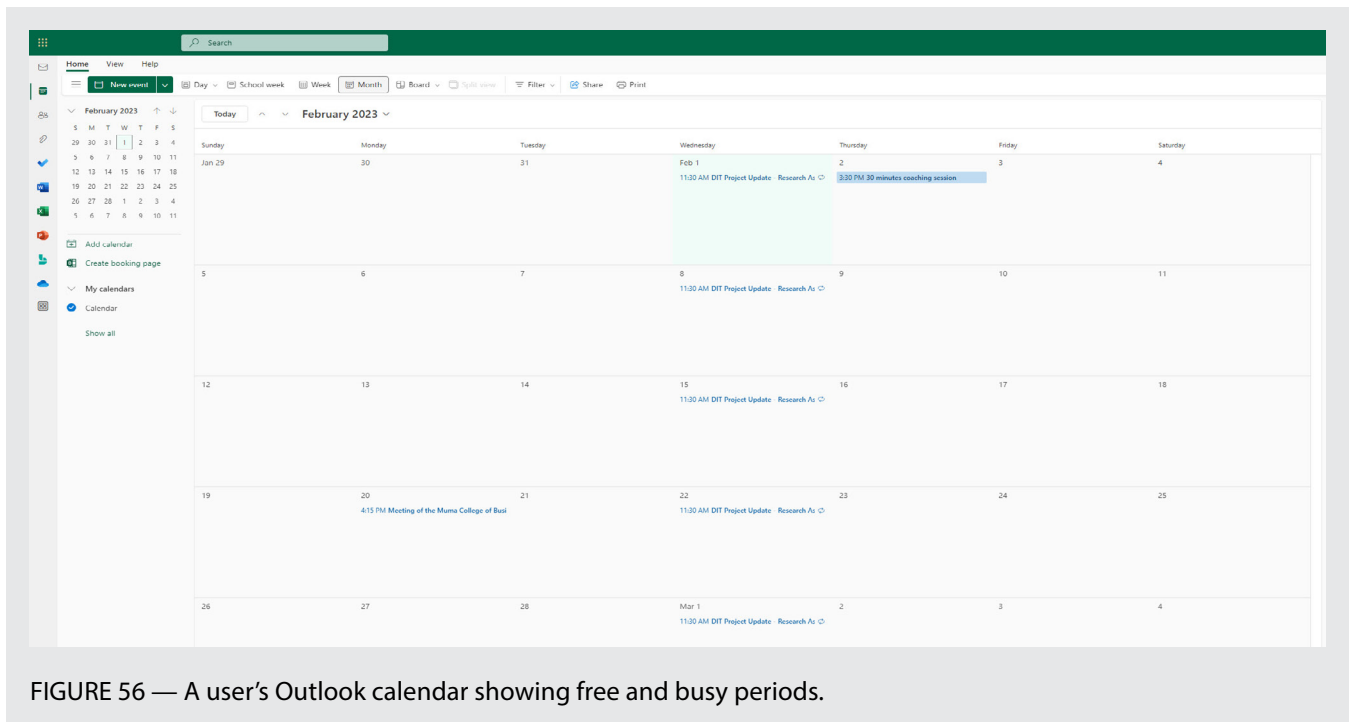 Search
Home View Help
New event Day School week Week Month Board Split view Filter Share Print
February 2023
S M T W T F S
29 30 31 1 2 3 4
5 6 7 8 9 10 11
12 13 14 15 16 17 18
19 20 21 22 23 24 25
26 27 28 1 2 3 4
5 6 7 8 9 10 11
Add calendar
Create booking page
My calendars
Calendar
Show all
Today February 2023
Sunday Monday Tuesday Wednesday Thursday Friday Saturday
Jan 29 30 31 Feb 1 2 3 4
11:30 AM DIT Project Update - Research As 3:30 PM 30 minutes coaching session
5 6 7 8 9 10 11
11:30 AM DIT Project Update - Research As
12 13 14 15 16 17 18
11:30 AM DIT Project Update - Research As
19 20 21 22 23 24 25
4:15 PM Meeting of the Muma College of Busi 11:30 AM DIT Project Update - Research As
26 27 28 Mar 1 2 3 4
11:30 AM DIT Project Update - Research As
FIGURE 56 — A user’s Outlook calendar showing free and busy periods.